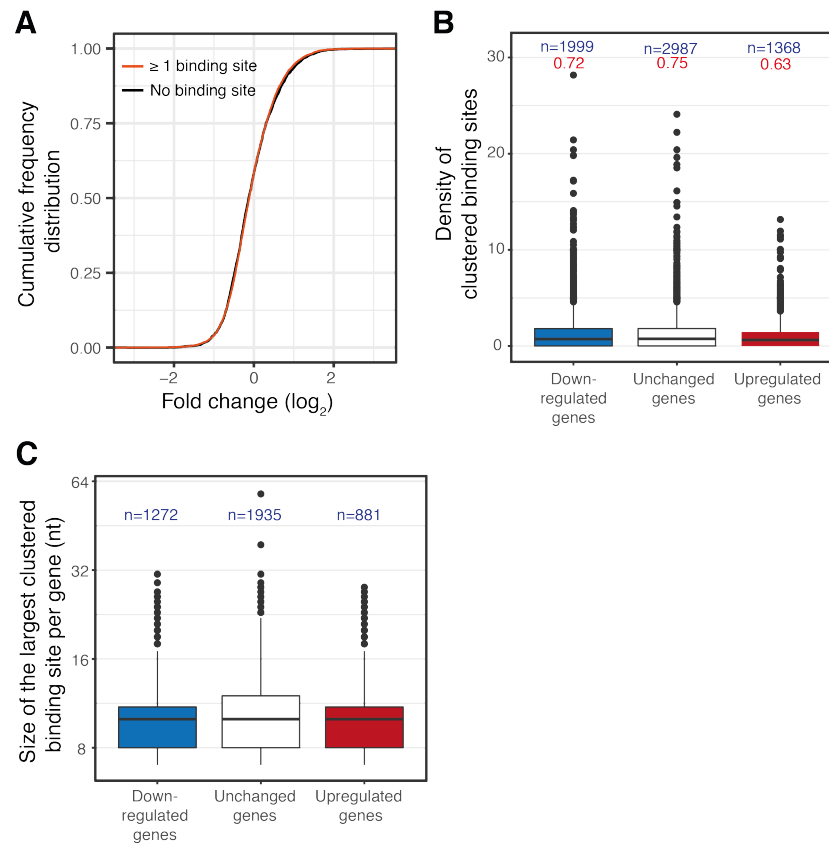 A
Cumulative frequency
distribution
1.00
0.75
0.50
0.25
0.00
≥ 1 binding site
No binding site
−2
0
2
Fold change (log2)
B
Density of
clustered binding sites
30
20
10
0
n=1999
n=2987
n=1368
0.72
0.75
0.63
Down-
regulated
genes
Unchanged
genes
Upregulated
genes
C
Size of the largest clustered
binding site per gene (nt)
64
32
16
8
n=1272
n=1935
n=881
Down-
regulated
genes
Unchanged
genes
Upregulated
genes